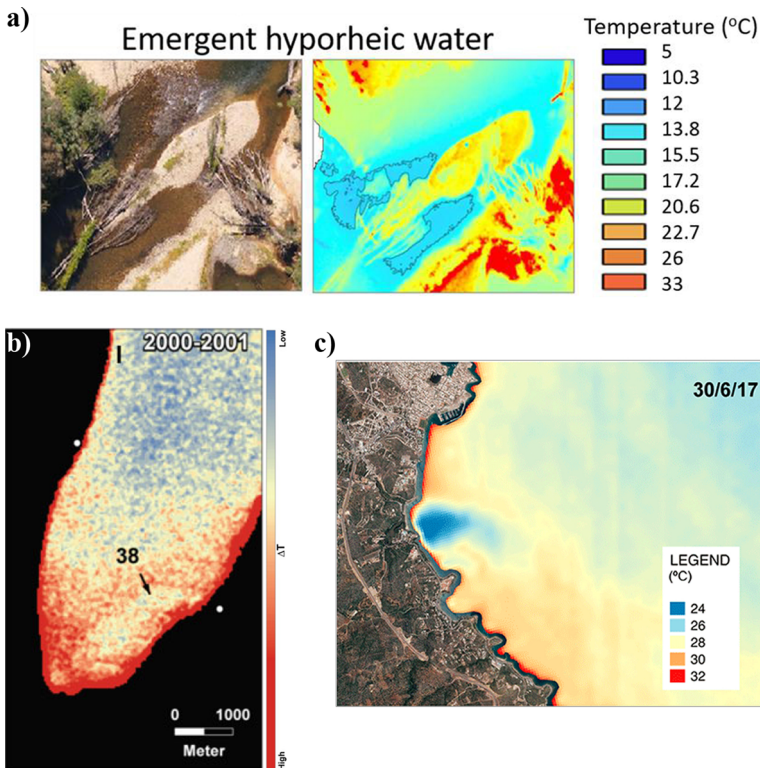 a)
Emergent hyporheic water
Temperature (°C)
5
10.3
12
13.8
15.5
17.2
20.6
22.7
26
33
b)
I
2000-2001
38
0 1000
Meter
Low
ΔT
High
c)
30/6/17
LEGEND
(ºC)
24
26
28
30
32